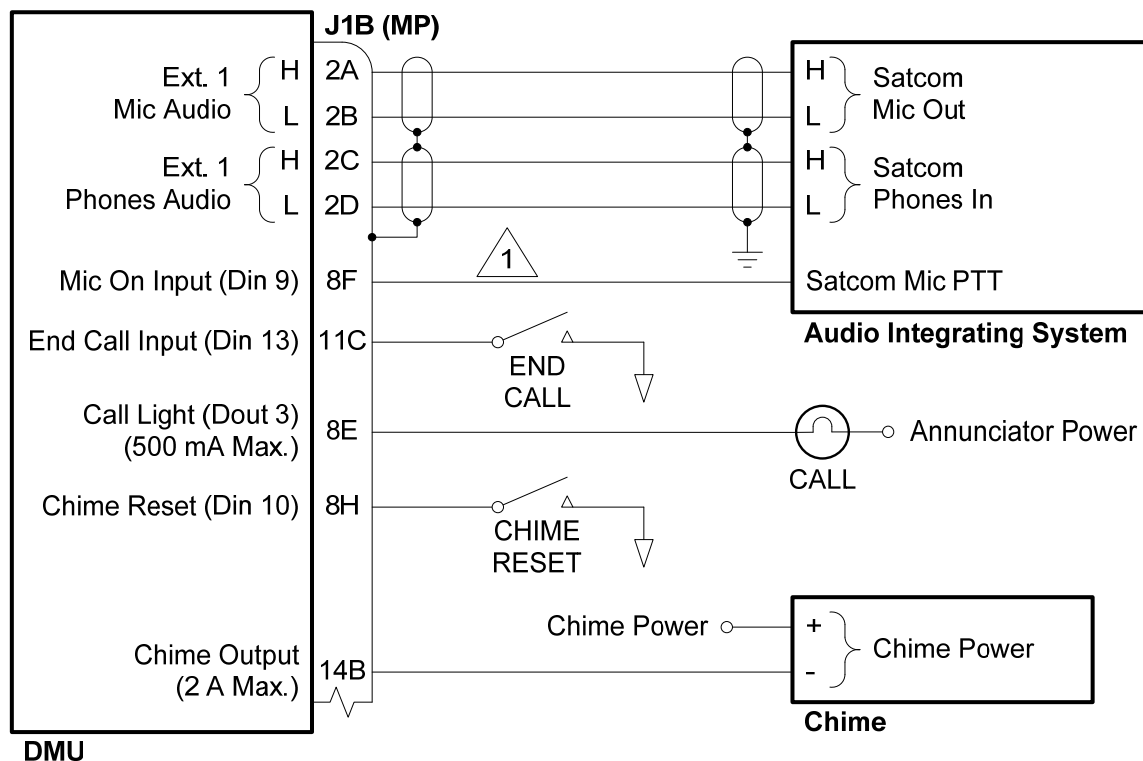 J1B (MP)
Ext. 1
Mic Audio
H
L
2A
2B
H
L
Satcom
Mic Out
Ext. 1
Phones Audio
H
L
2C
2D
H
L
Satcom
Phones In
Mic On Input (Din 9)
8F
1
Satcom Mic PTT
Audio Integrating System
End Call Input (Din 13)
11C
END
CALL
Call Light (Dout 3)
(500 mA Max.)
8E
CALL
Annunciator Power
Chime Reset (Din 10)
8H
CHIME
RESET
Chime Power
+
-
Chime Power
Chime Output
(2 A Max.)
14B
Chime
DMU